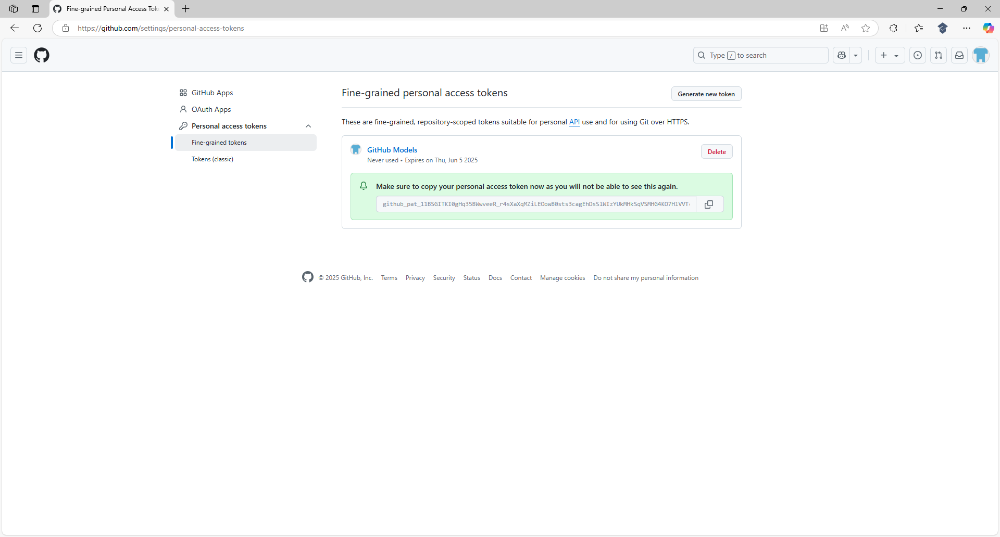 Fine-grained Personal Access Tok
https://github.com/settings/personal-access-tokens
Type / to search
GitHub Apps
OAuth Apps
Personal access tokens
Fine-grained tokens
Tokens (classic)
Fine-grained personal access tokens
Generate new token
These are fine-grained, repository-scoped tokens suitable for personal API use and for using Git over HTTPS.
GitHub Models
Delete
Never used • Expires on Thu, Jun 5 2025
Make sure to copy your personal access token now as you will not be able to see this again.
github_pat_11BSGITKI0gHq35BWwveeR_r4sXaXqMZiLEOowB0sts3cagEhDsSlWIzYUkMHkSqVSMHG4KO7HlVVT
© 2025 GitHub, Inc. Terms Privacy Security Status Docs Contact Manage cookies Do not share my personal information